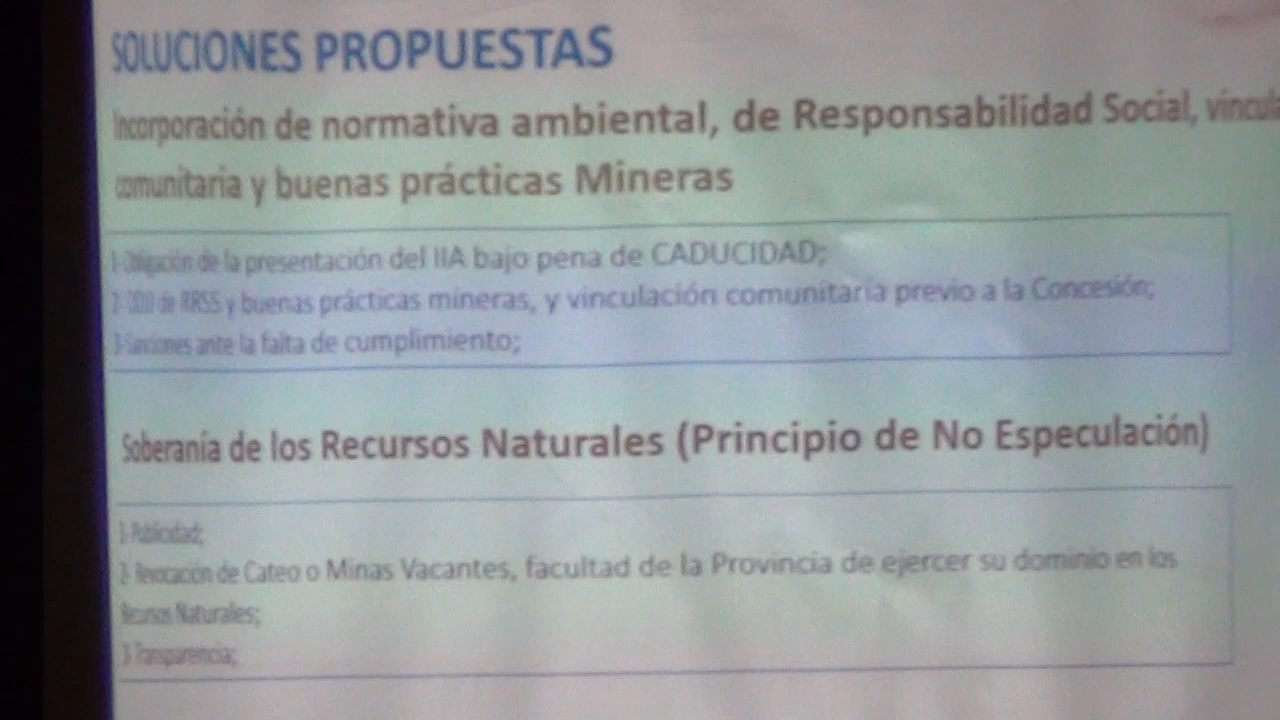 SOLUCIONES PROPUESTAS
Incorporación de normativa ambiental, de Responsabilidad Social,
comunitaria y buenas prácticas Mineras
1- Obligación de la presentación del IIA bajo pena de CADUCIDAD;
2- de RRSS y buenas prácticas mineras, y vinculación comunitaria previo a la Concesión;
3- Sanciones ante la falta de cumplimiento;
Soberanía de los Recursos Naturales (Principio de No Especulación)
1- Publicidad;
2- Revocación de Cateo o Minas Vacantes, facultad de la Provincia de ejercer su dominio en los
Recursos Naturales;
3- Transparencia;